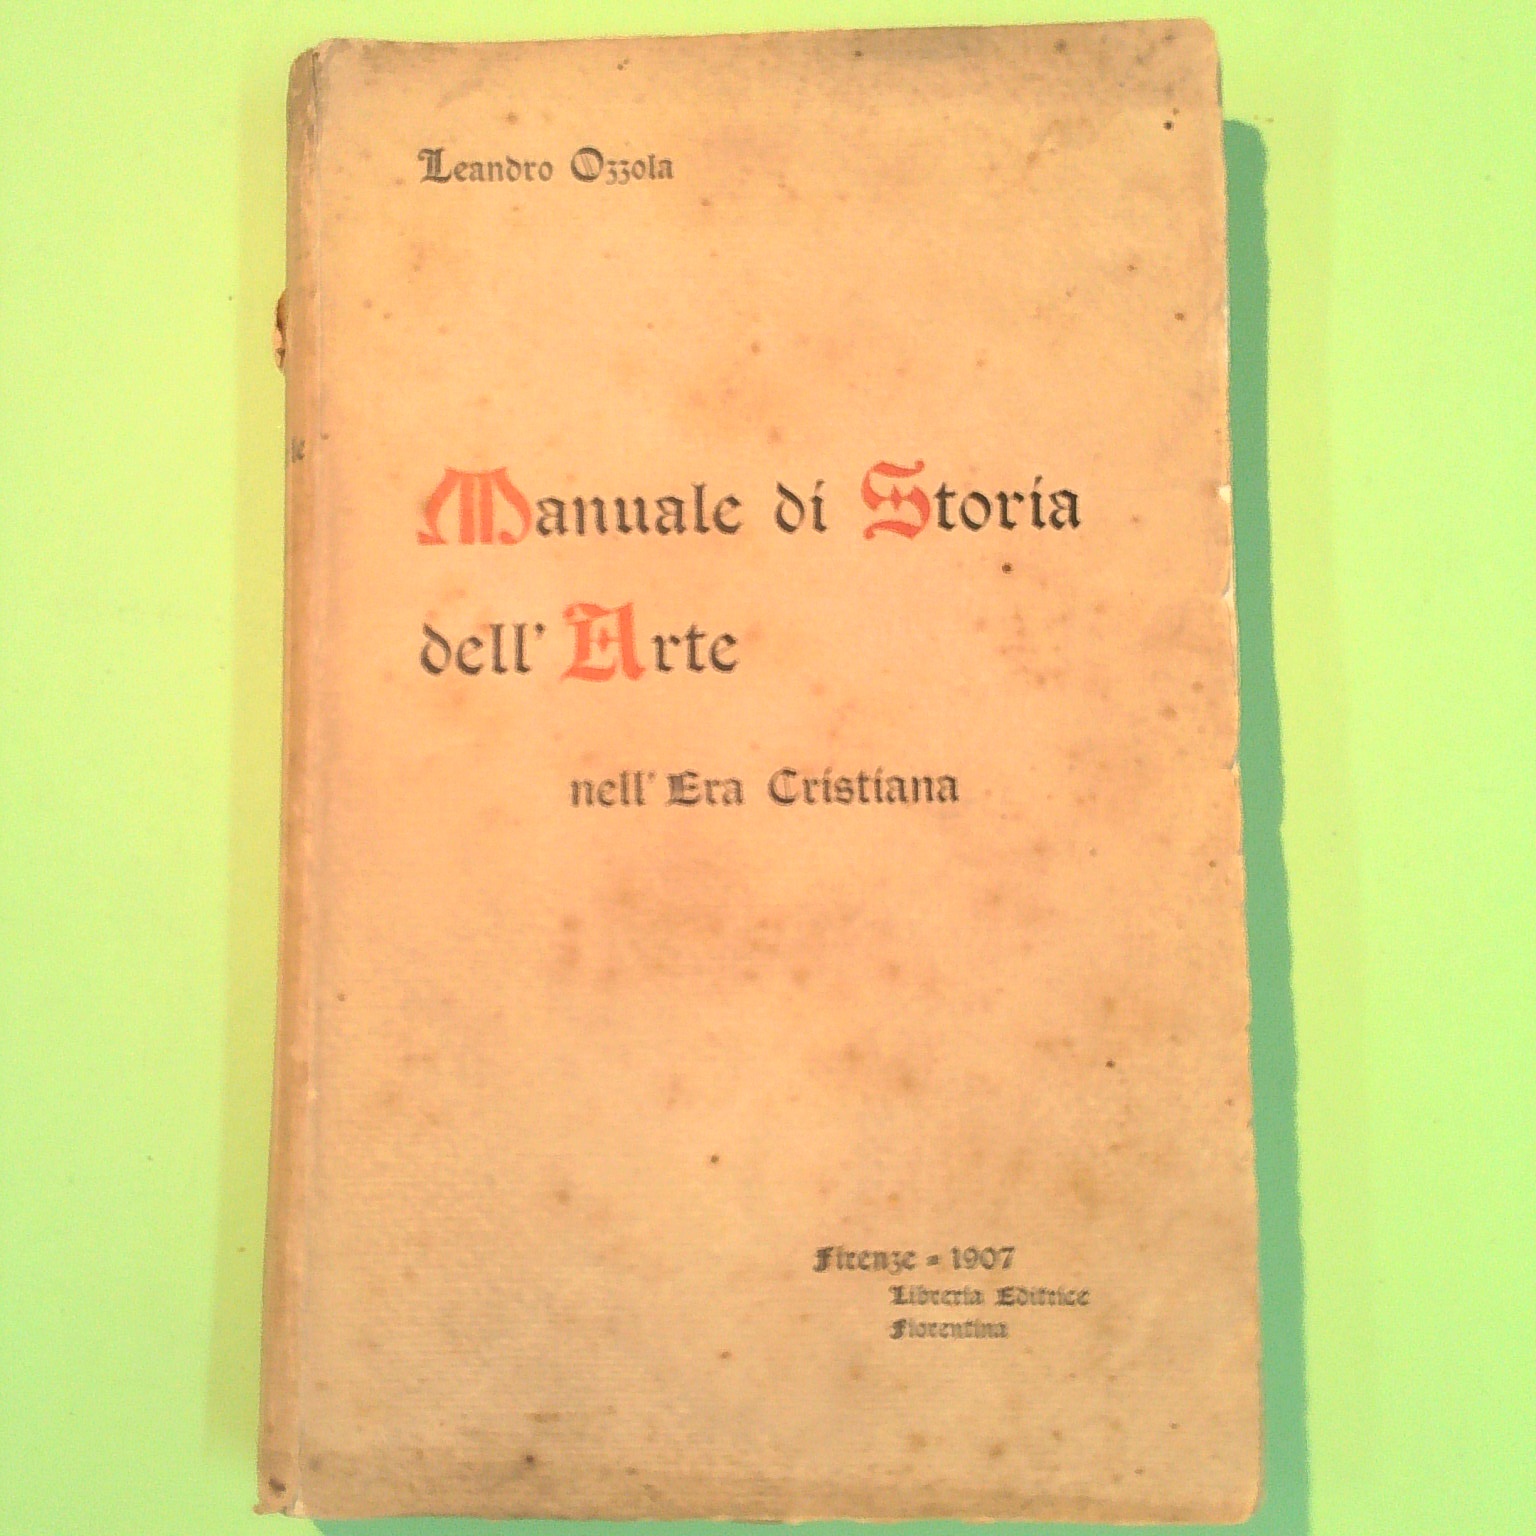 Leandro Ozzola
Manuale di Storia
dell' Arte
nell' Era Cristiana
Firenze = 1907
Libreria Editrice
Fiorentina